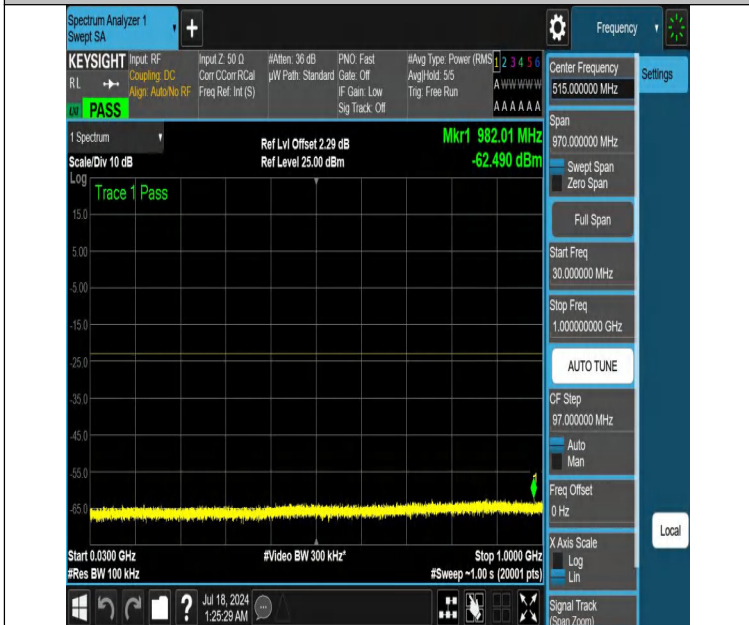 Spectrum Analyzer 1
Swept SA
Frequency
KEYSIGHT
RL
PASS
Input: RF
Coupling: DC
Align: Auto/No RF
Input Z: 50 Ω
Corr CCorr RCal
Freq Ref: Int (S)
#Atten: 36 dB
µW Path: Standard
PNO: Fast
Gate: Off
IF Gain: Low
Sig Track: Off
#Avg Type: Power (RMS
Avg|Hold: 5/5
Trig: Free Run
1 2 3 4 5 6
A W W W W W
A A A A A A
1 Spectrum
Scale/Div 10 dB
Ref Lvl Offset 2.29 dB
Ref Level 25.00 dBm
Mkr1 982.01 MHz
-62.490 dBm
Log
Trace 1 Pass
15.0
5.00
-5.00
-15.0
-25.0
-35.0
-45.0
-55.0
-65.0
Start 0.0300 GHz
#Res BW 100 kHz
#Video BW 300 kHz*
Stop 1.0000 GHz
#Sweep ~1.00 s (20001 pts)
?
Jul 18, 2024
1:25:29 AM
Center Frequency
515.000000 MHz
Settings
Span
970.000000 MHz
Swept Span
Zero Span
Full Span
Start Freq
30.000000 MHz
Stop Freq
1.000000000 GHz
AUTO TUNE
CF Step
97.000000 MHz
Auto
Man
Freq Offset
0 Hz
Local
X Axis Scale
Log
Lin
Signal Track
(Span Zoom)